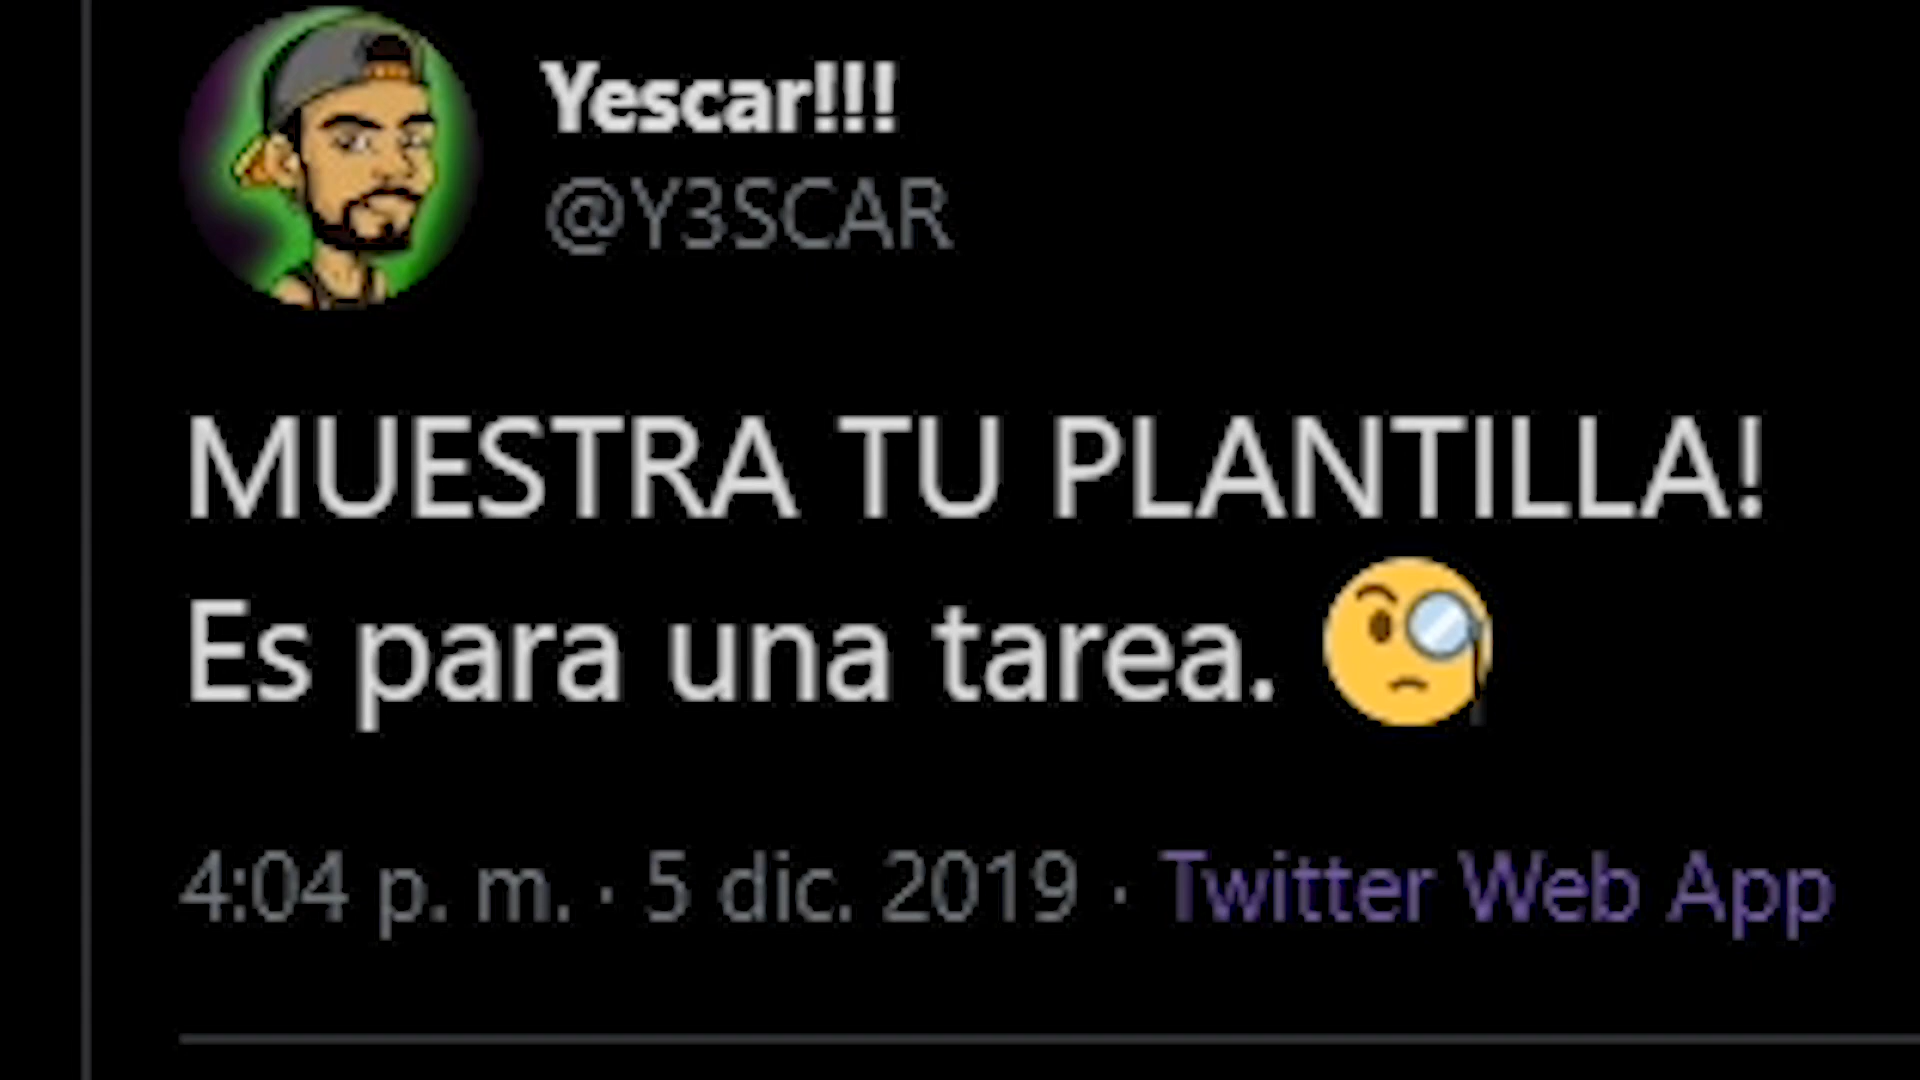 Yescar!!!
@Y3SCAR
MUESTRA TU PLANTILLA!
Es para una tarea. 🧐
4:04 p. m. · 5 dic. 2019 · Twitter Web App